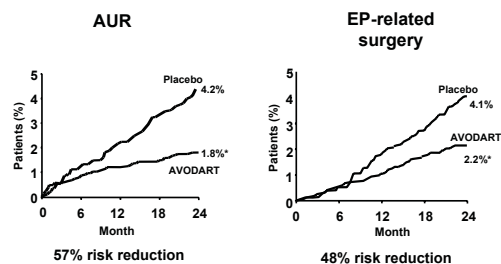 AUR
5
4
3
2
1
0
Patients (%)
Placebo
4.2%
1.8%*
AVODART
0 6 12 18 24
Month
57% risk reduction
EP-related
surgery
5
4
3
2
1
0
Patients (%)
Placebo
4.1%
AVODART
2.2%*
0 6 12 18 24
Month
48% risk reduction